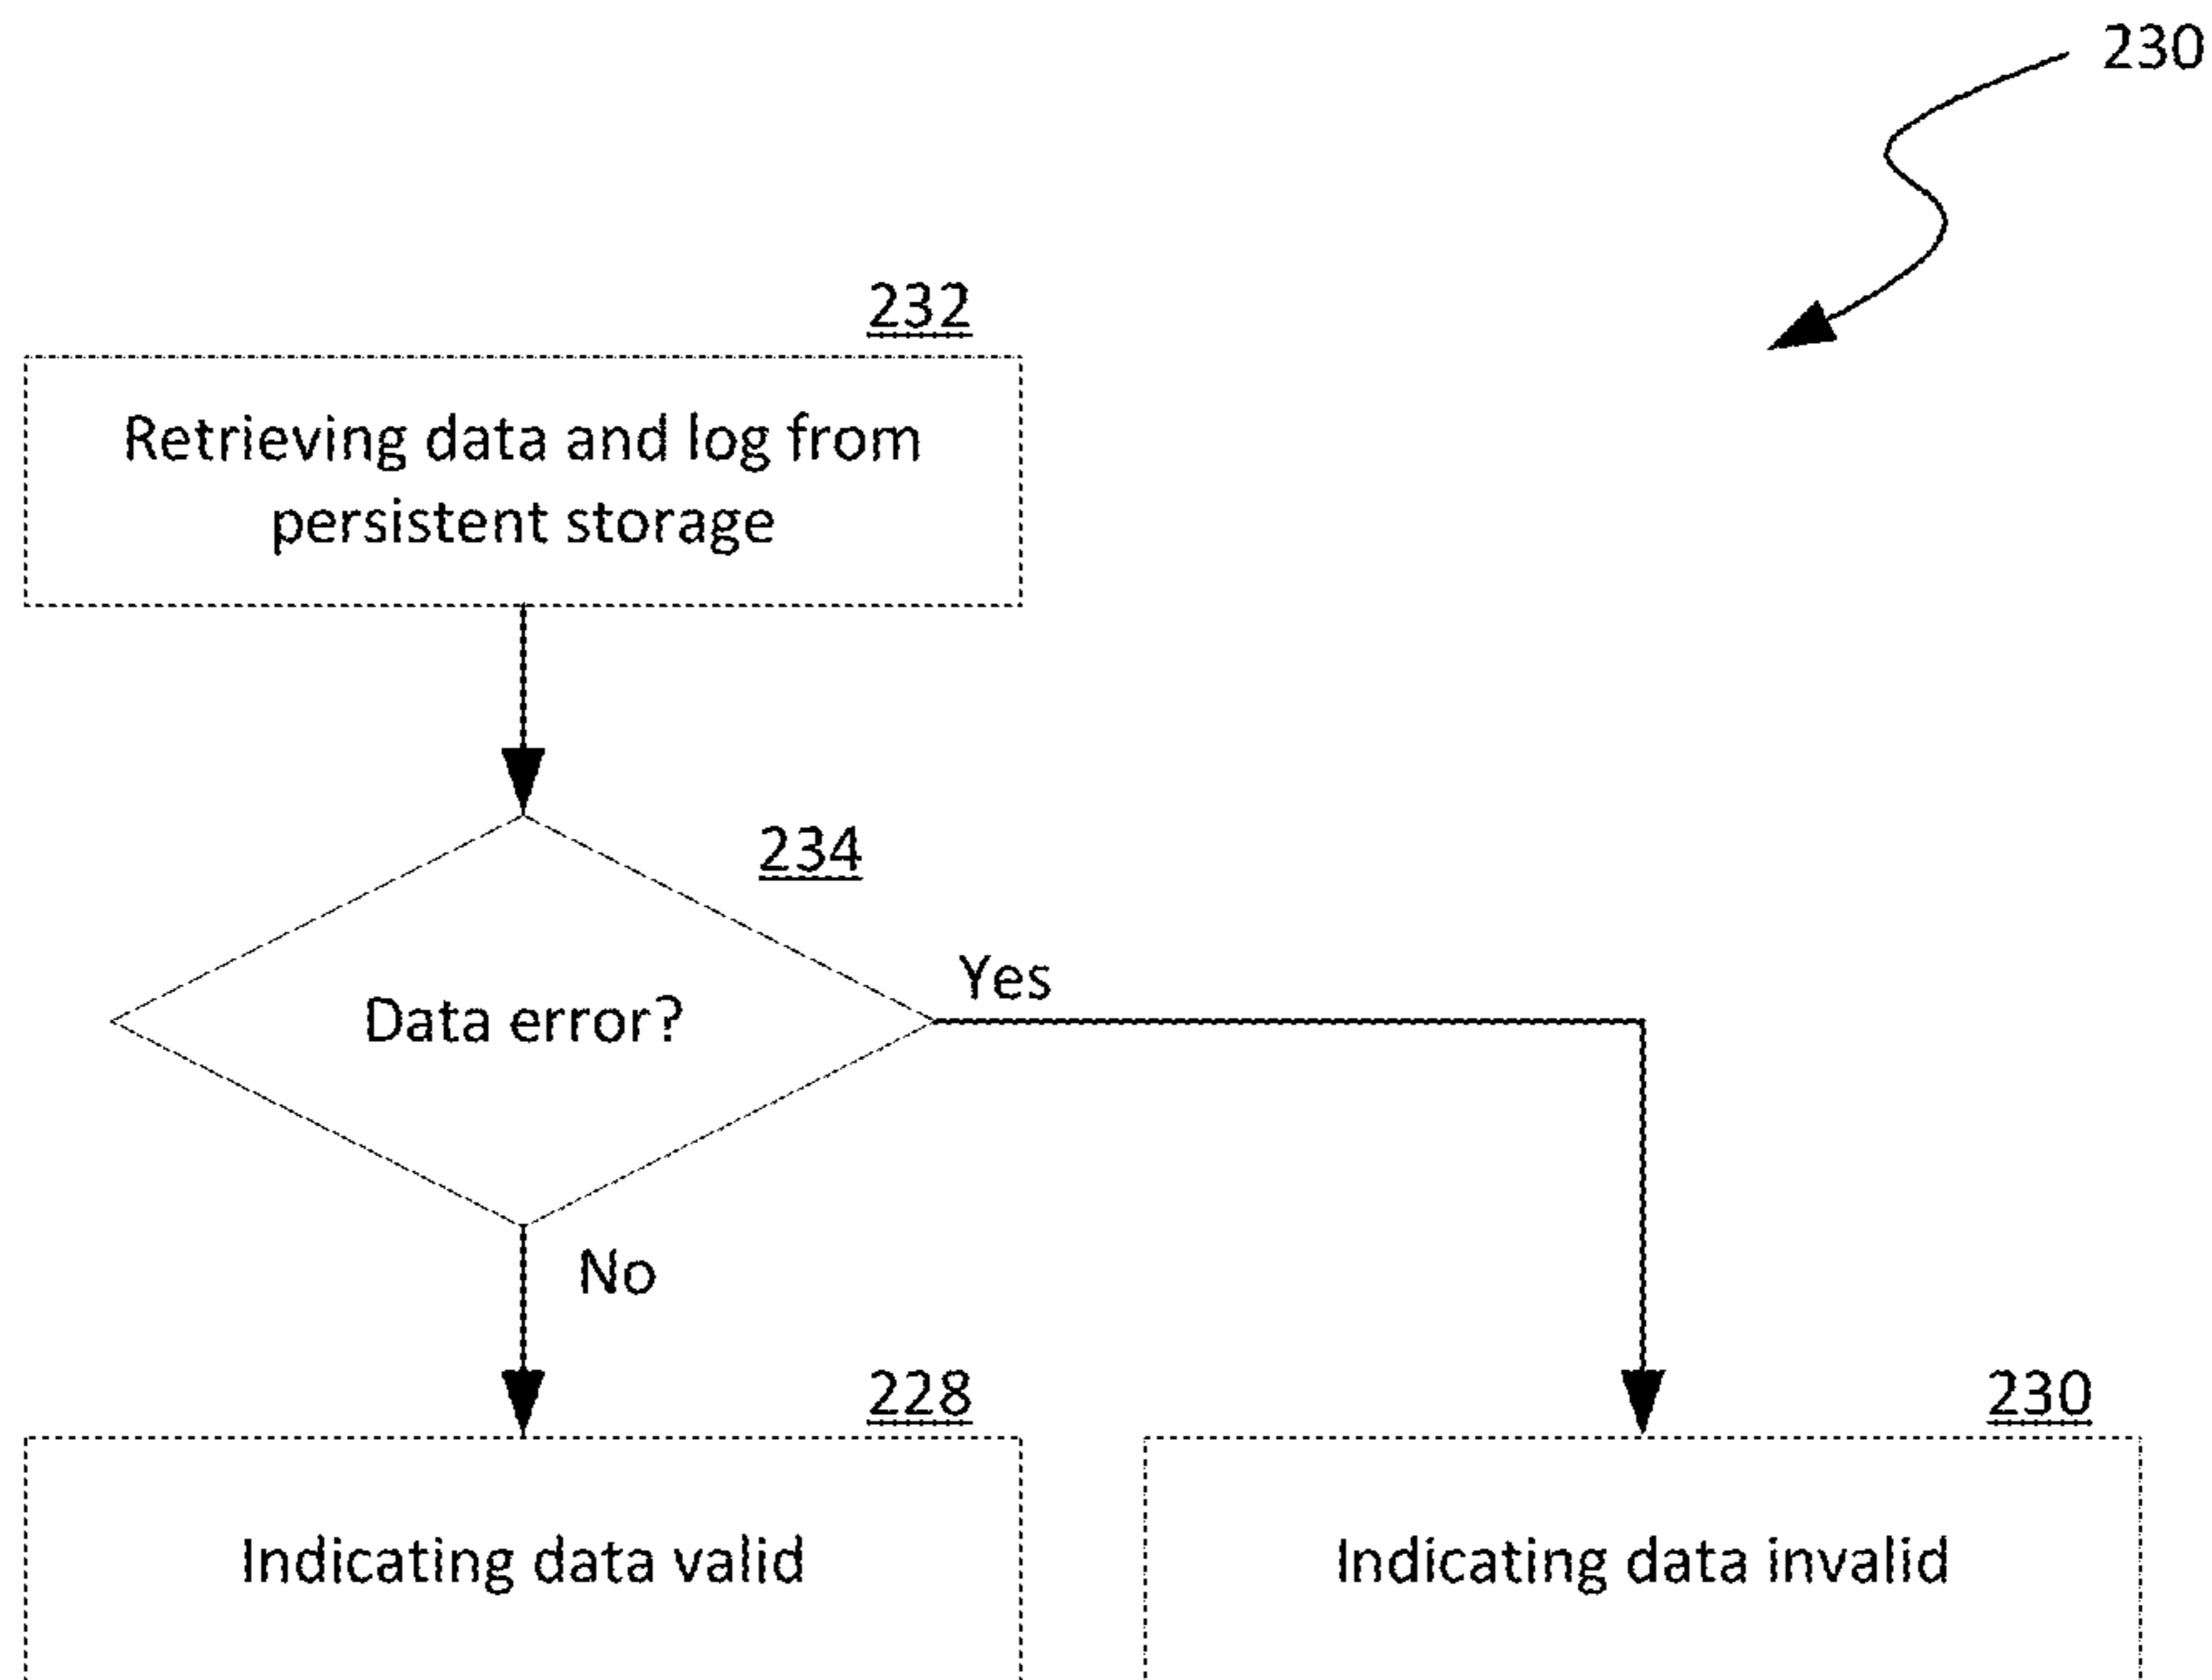 230
232
Retrieving data and log from
persistent storage
234
Data error?
Yes
No
228
230
Indicating data valid
Indicating data invalid